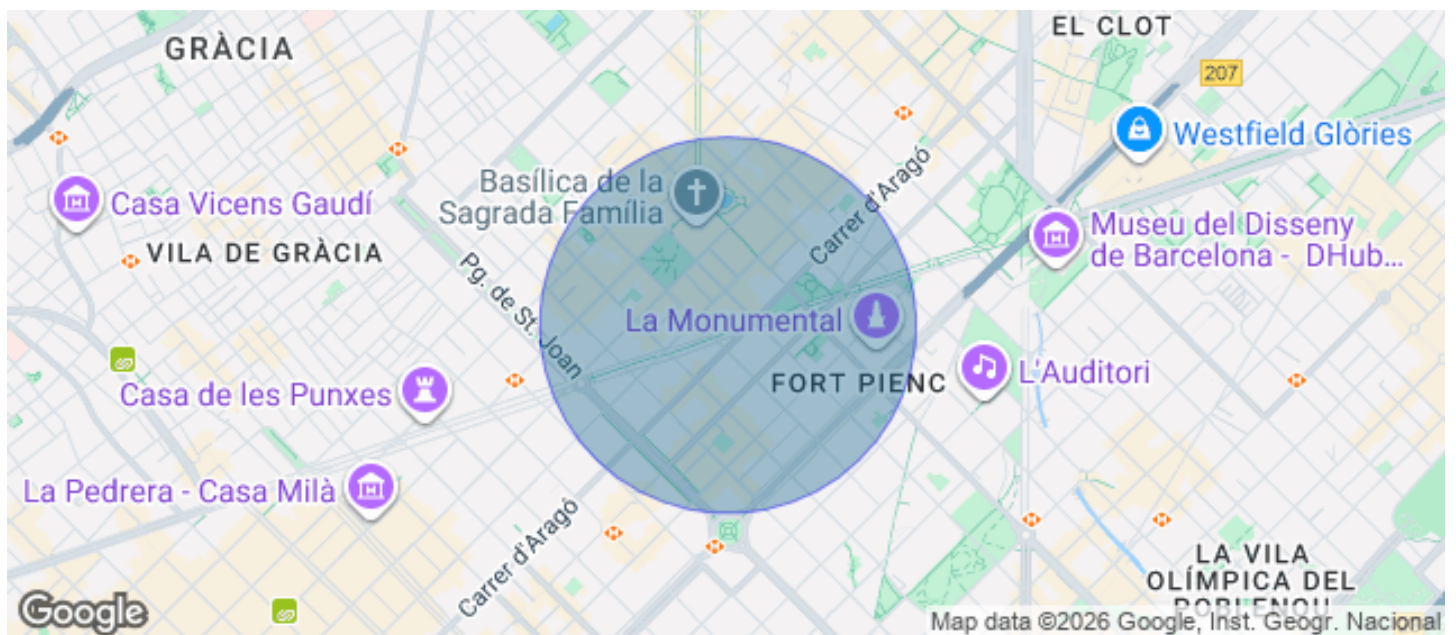 GRÀCIA
EL CLOT
207
Westfield Glòries
Basílica de la
Sagrada Família
Carrer d'Aragó
Casa Vicens Gaudí
VILA DE GRÀCIA
Museu del Disseny
de Barcelona - DHub...
Pg. de St. Joan
La Monumental
FORT PIENC
L'Auditori
Casa de les Punxes
La Pedrera - Casa Milà
Carrer d'Aragó
LA VILA
OLÍMPICA DEL
POBLENOU
Google
Map data ©2026 Google, Inst. Geogr. Nacional